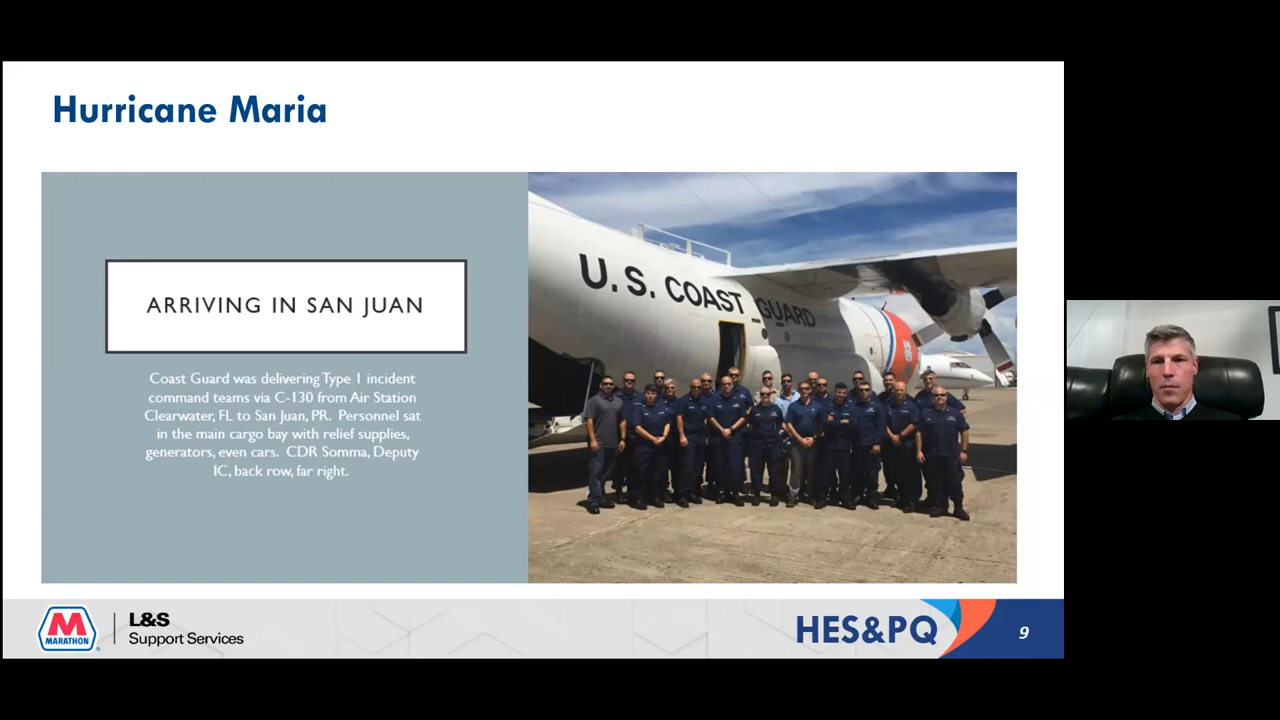 Hurricane Maria
ARRIVING IN SAN JUAN
Coast Guard was delivering Type 1 incident
command teams via C-130 from Air Station
Clearwater, FL to San Juan, PR. Personnel sat
in the main cargo bay with relief supplies,
generators, even cars. CDR Somma, Deputy
IC, back row, far right.
U.S. COAST GUARD
M
MARATHON
L&S
Support Services
HES&PQ
9